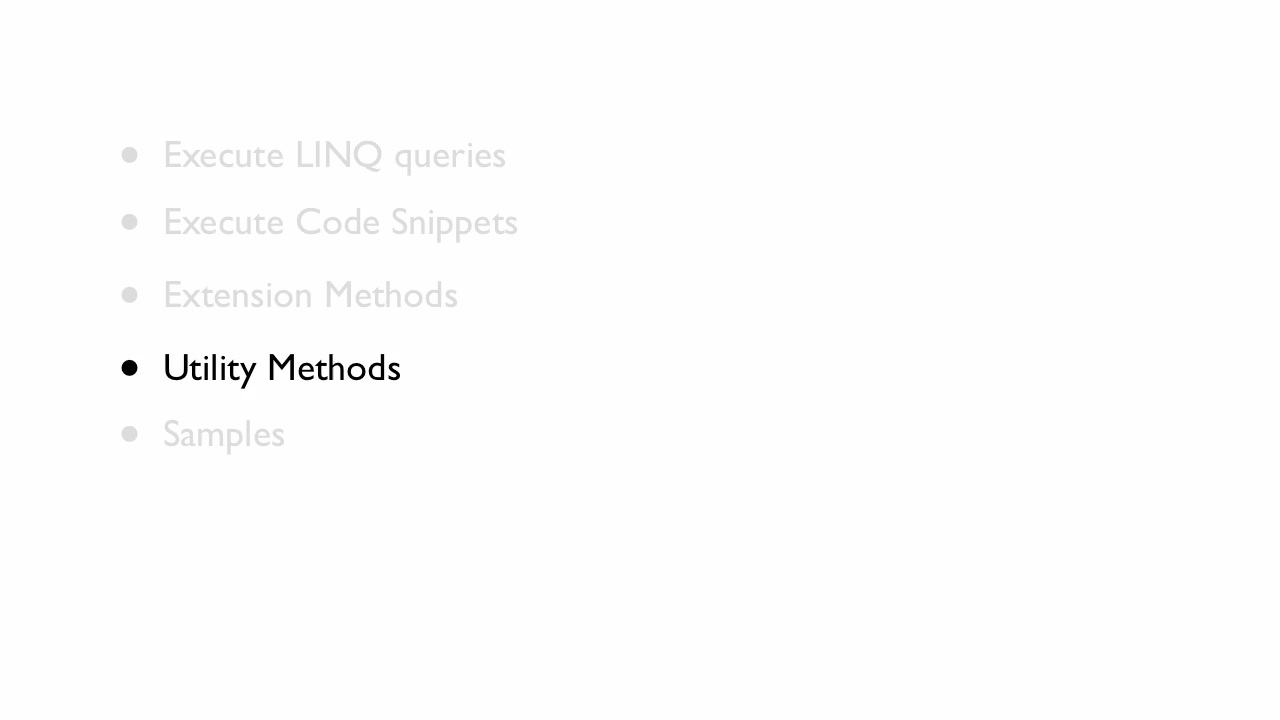 ● Execute LINQ queries
● Execute Code Snippets
● Extension Methods
● Utility Methods
● Samples